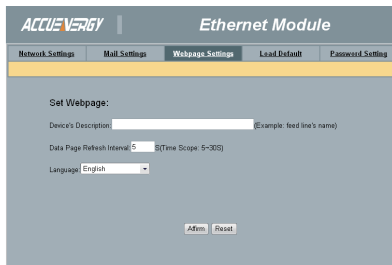 ACCUENERGY Ethernet Module
Network Settings Mail Settings Webpage Settings Load Default Password Setting
Set Webpage:
Device's Description: (Example: feed line's name)
Data Page Refresh Interval: 5 S(Time Scope: 5~30S)
Language: English
Affirm Reset